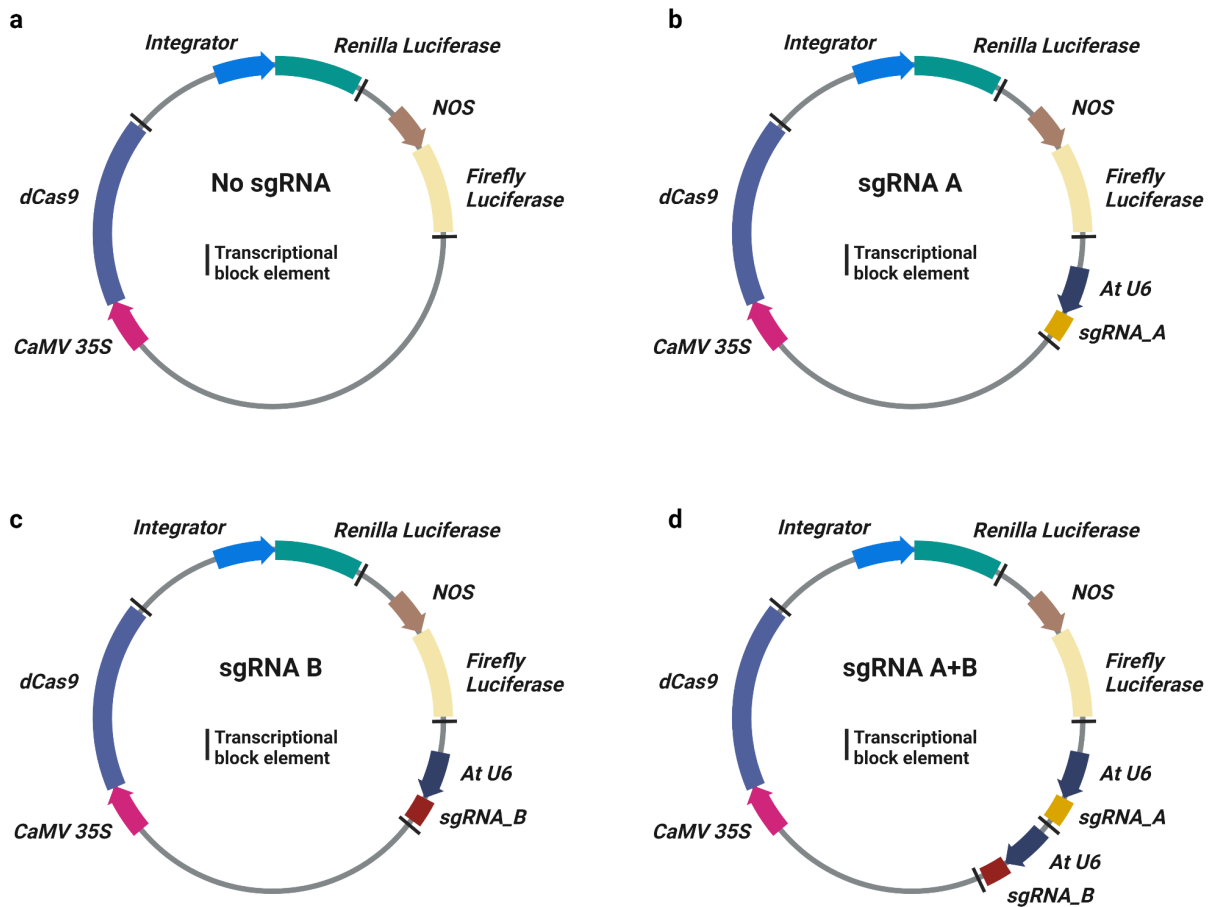 a
Integrator
Renilla Luciferase
NOS
dCas9
No sgRNA
Firefly
Luciferase
Transcriptional
block element
CaMV 35S
b
Integrator
Renilla Luciferase
NOS
dCas9
sgRNA A
Firefly
Luciferase
Transcriptional
block element
At U6
CaMV 35S
sgRNA_A
c
Integrator
Renilla Luciferase
NOS
dCas9
sgRNA B
Firefly
Luciferase
Transcriptional
block element
At U6
CaMV 35S
sgRNA_B
d
Integrator
Renilla Luciferase
NOS
dCas9
sgRNA A+B
Firefly
Luciferase
Transcriptional
block element
At U6
CaMV 35S
sgRNA_A
At U6
sgRNA_B